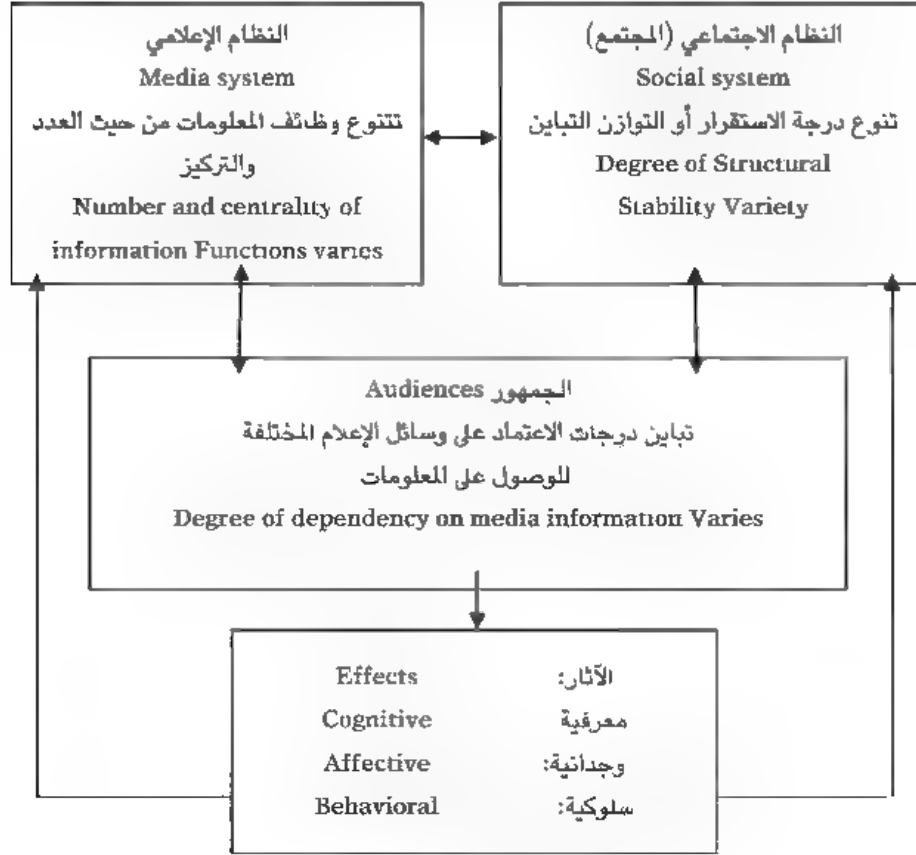 النظام الإعلامي
Media system
تتنوع وظائف المعلومات من حيث العدد
والتركيز
Number and centrality of
information Functions varies
النظام الاجتماعي (المجتمع)
Social system
تنوع درجة الاستقرار أو التوازن التباين
Degree of Structural
Stability Variety
الجمهور Audiences
تباين درجات الاعتماد على وسائل الإعلام المختلفة
للوصول على المعلومات
Degree of dependency on media information Varies
الآثار: Effects
معرفية Cognitive
وجدانية: Affective
سلوكية: Behavioral